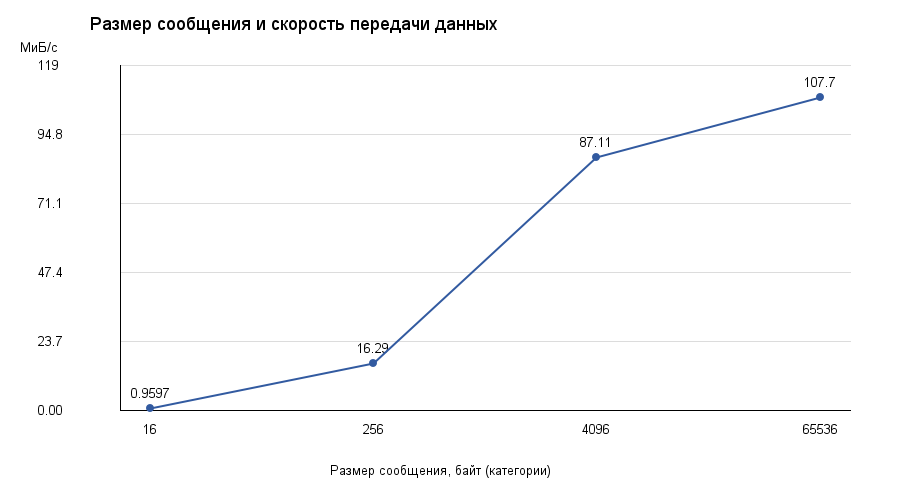 Размер сообщения и скорость передачи данных
МиБ/с
119
107.7
94.8
87.11
71.1
47.4
23.7
16.29
0.9597
0.00
16 256 4096 65536
Размер сообщения, байт (категории)